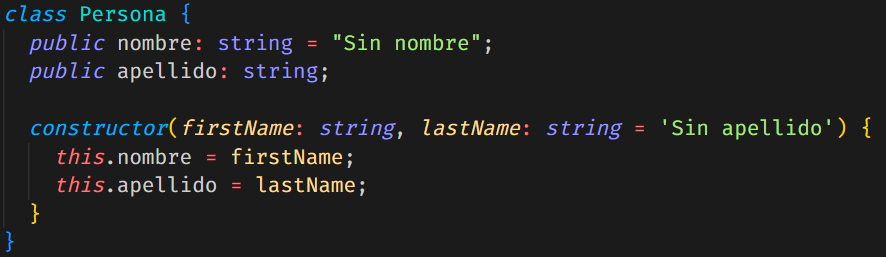 class Persona {
  public nombre: string = "Sin nombre";
  public apellido: string;

  constructor(firstName: string, lastName: string = 'Sin apellido') {
    this.nombre = firstName;
    this.apellido = lastName;
  }
}